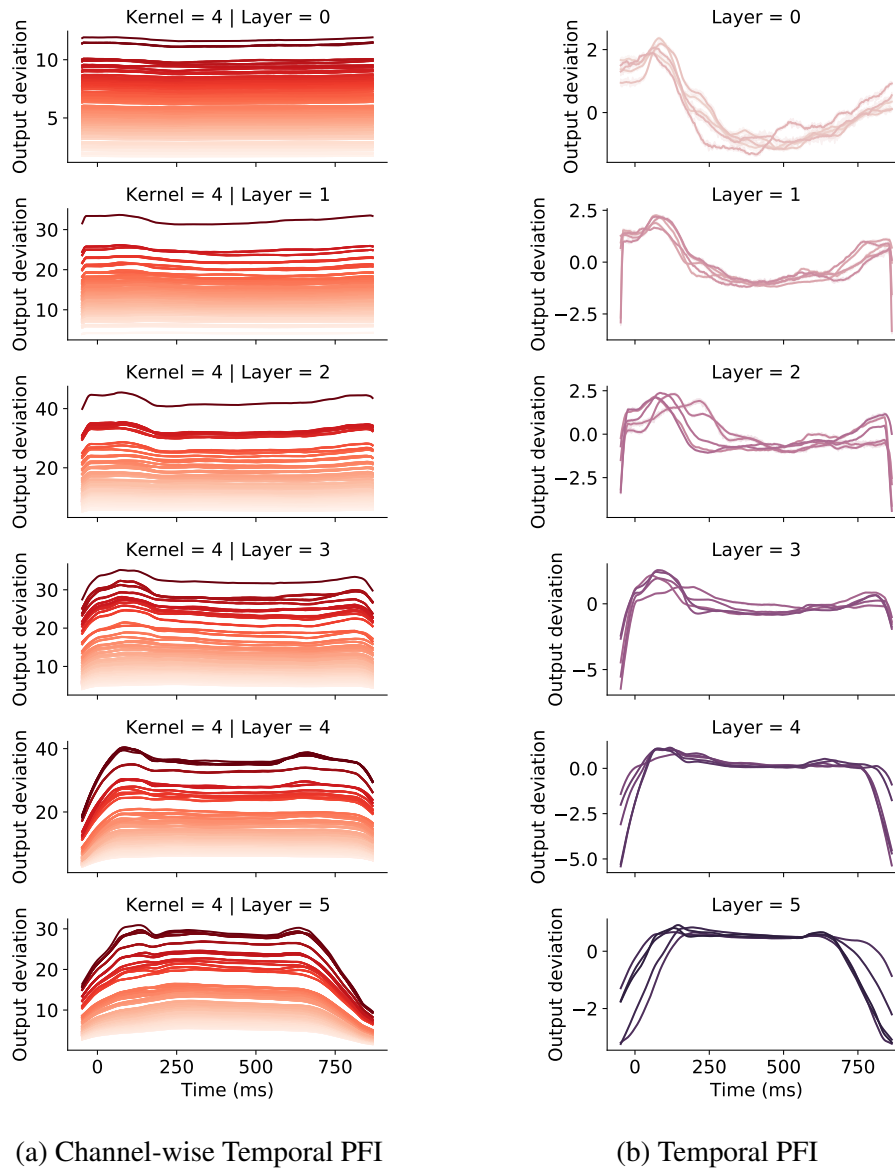 Kernel = 4 | Layer = 0
Output deviation
10
5
Kernel = 4 | Layer = 1
Output deviation
30
20
10
Kernel = 4 | Layer = 2
Output deviation
40
20
Kernel = 4 | Layer = 3
Output deviation
30
20
10
Kernel = 4 | Layer = 4
Output deviation
40
20
Kernel = 4 | Layer = 5
Output deviation
30
20
10
0 250 500 750
Time (ms)
(a) Channel-wise Temporal PFI
Layer = 0
Output deviation
2
0
Layer = 1
Output deviation
2.5
0.0
−2.5
Layer = 2
Output deviation
2.5
0.0
−2.5
Layer = 3
Output deviation
0
−5
Layer = 4
Output deviation
0.0
−2.5
−5.0
Layer = 5
Output deviation
0
−2
0 250 500 750
Time (ms)
(b) Temporal PFI